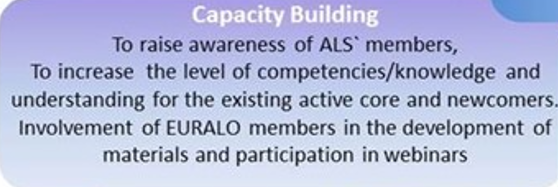 Capacity Building
To raise awareness of ALS` members,
To increase the level of competencies/knowledge and
understanding for the existing active core and newcomers.
Involvement of EURALO members in the development of
materials and participation in webinars